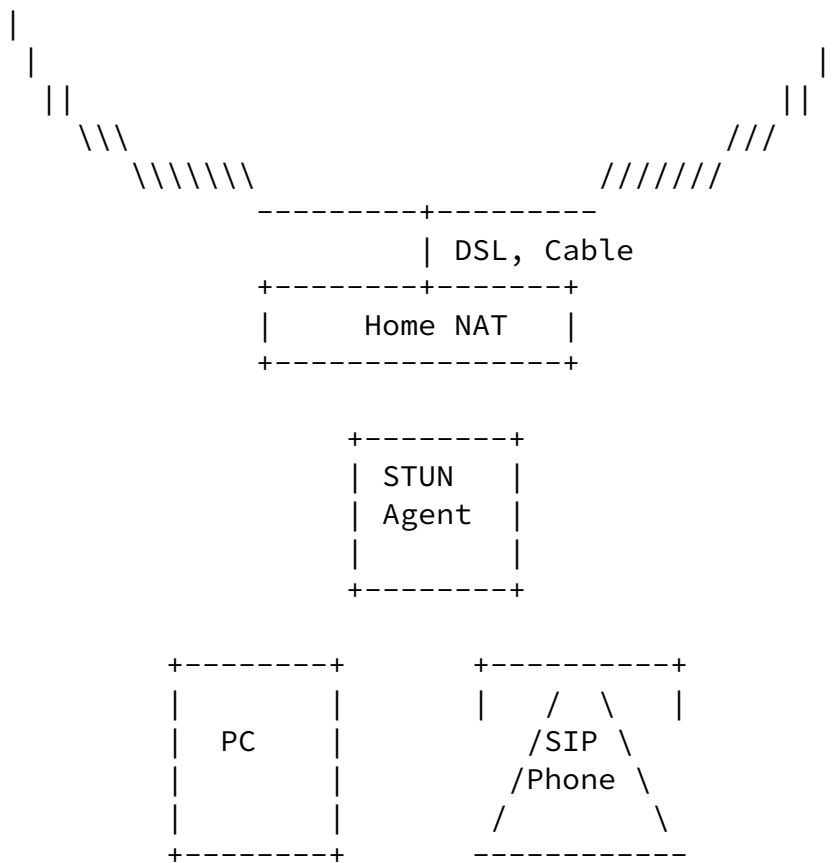 DSL, Cable
Home NAT
STUN
Agent
PC
SIP
Phone